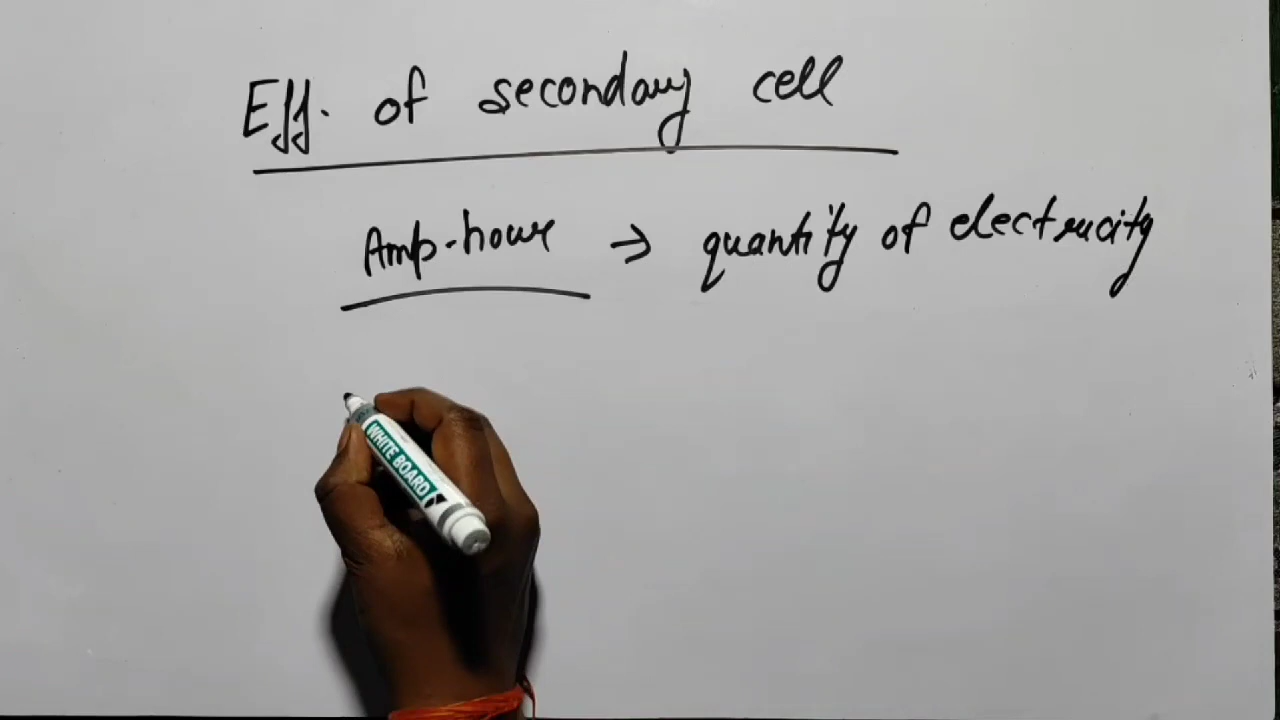 Eff. of secondary cell
Amp-hour → quantity of electricity
WHITE BOARD